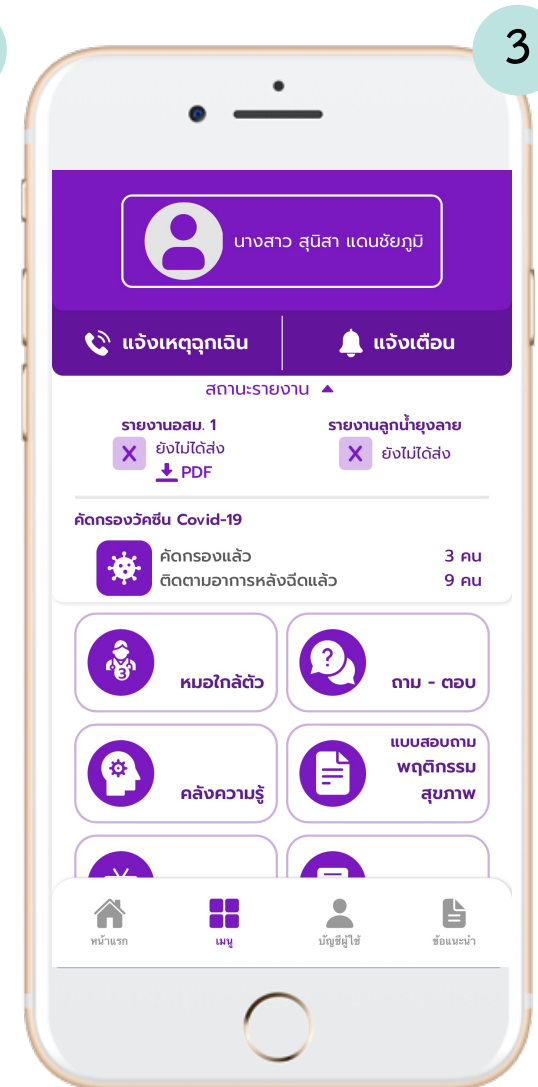 3
นางสาว สุนิสา แดนชัยภูมิ
แจ้งเหตุฉุกเฉิน
แจ้งเตือน
สถานะรายงาน
รายงานอสม. 1
ยังไม่ได้ส่ง
PDF
รายงานลูกน้ำยุงลาย
X ยังไม่ได้ส่ง
คัดกรองวัคซีน Covid-19
คัดกรองแล้ว 3 คน
ติดตามอาการหลังฉีดแล้ว 9 คน
3
หมอใกล้ตัว
?
ถาม - ตอบ
คลังความรู้
แบบสอบถาม
พฤติกรรม
สุขภาพ
หน้าแรก
เมนู
บัญชีผู้ใช้
ข้อแนะนำ